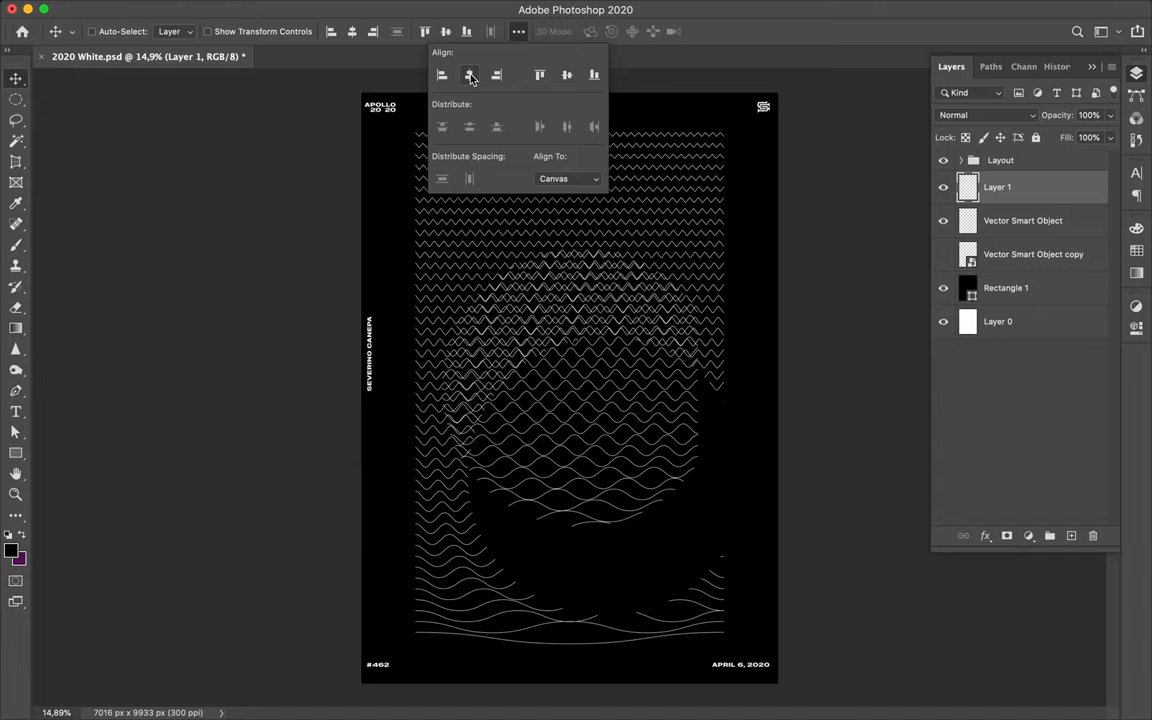 Adobe Photoshop 2020
Auto-Select:
Layer
Show Transform Controls
3D Mode:
2020 White.psd @ 14,9% (Layer 1, RGB/8) *
Align:
Distribute:
Distribute Spacing:
Align To:
Canvas
APOLLO
20 20
SEVERINO CANEPA
#462
APRIL 6, 2020
Layers
Paths
Chann
Histor
Kind
Normal
Opacity: 100%
Lock:
Fill: 100%
Layout
Layer 1
Vector Smart Object
Vector Smart Object copy
Rectangle 1
Layer 0
14,89%
7016 px x 9933 px (300 ppi)